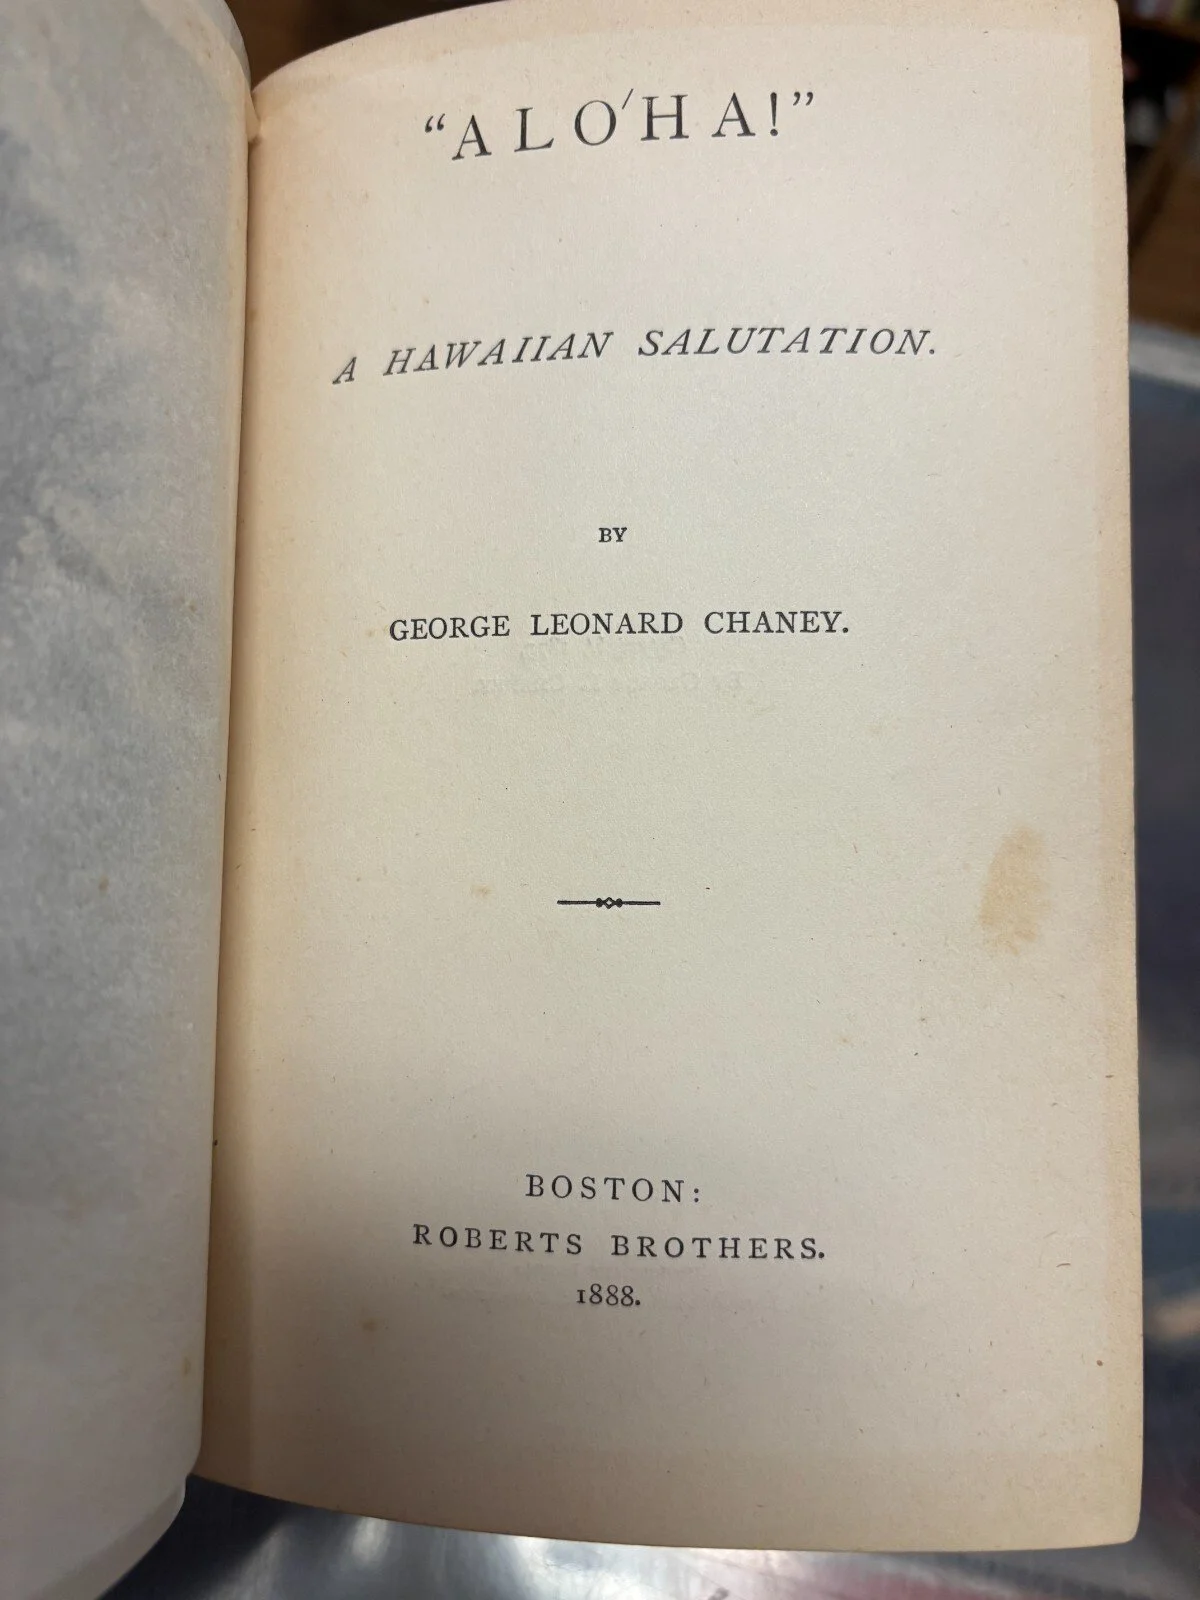 “ALO′HA!”
A HAWAIIAN SALUTATION.
BY
GEORGE LEONARD CHANEY.
BOSTON:
ROBERTS BROTHERS.
1888.